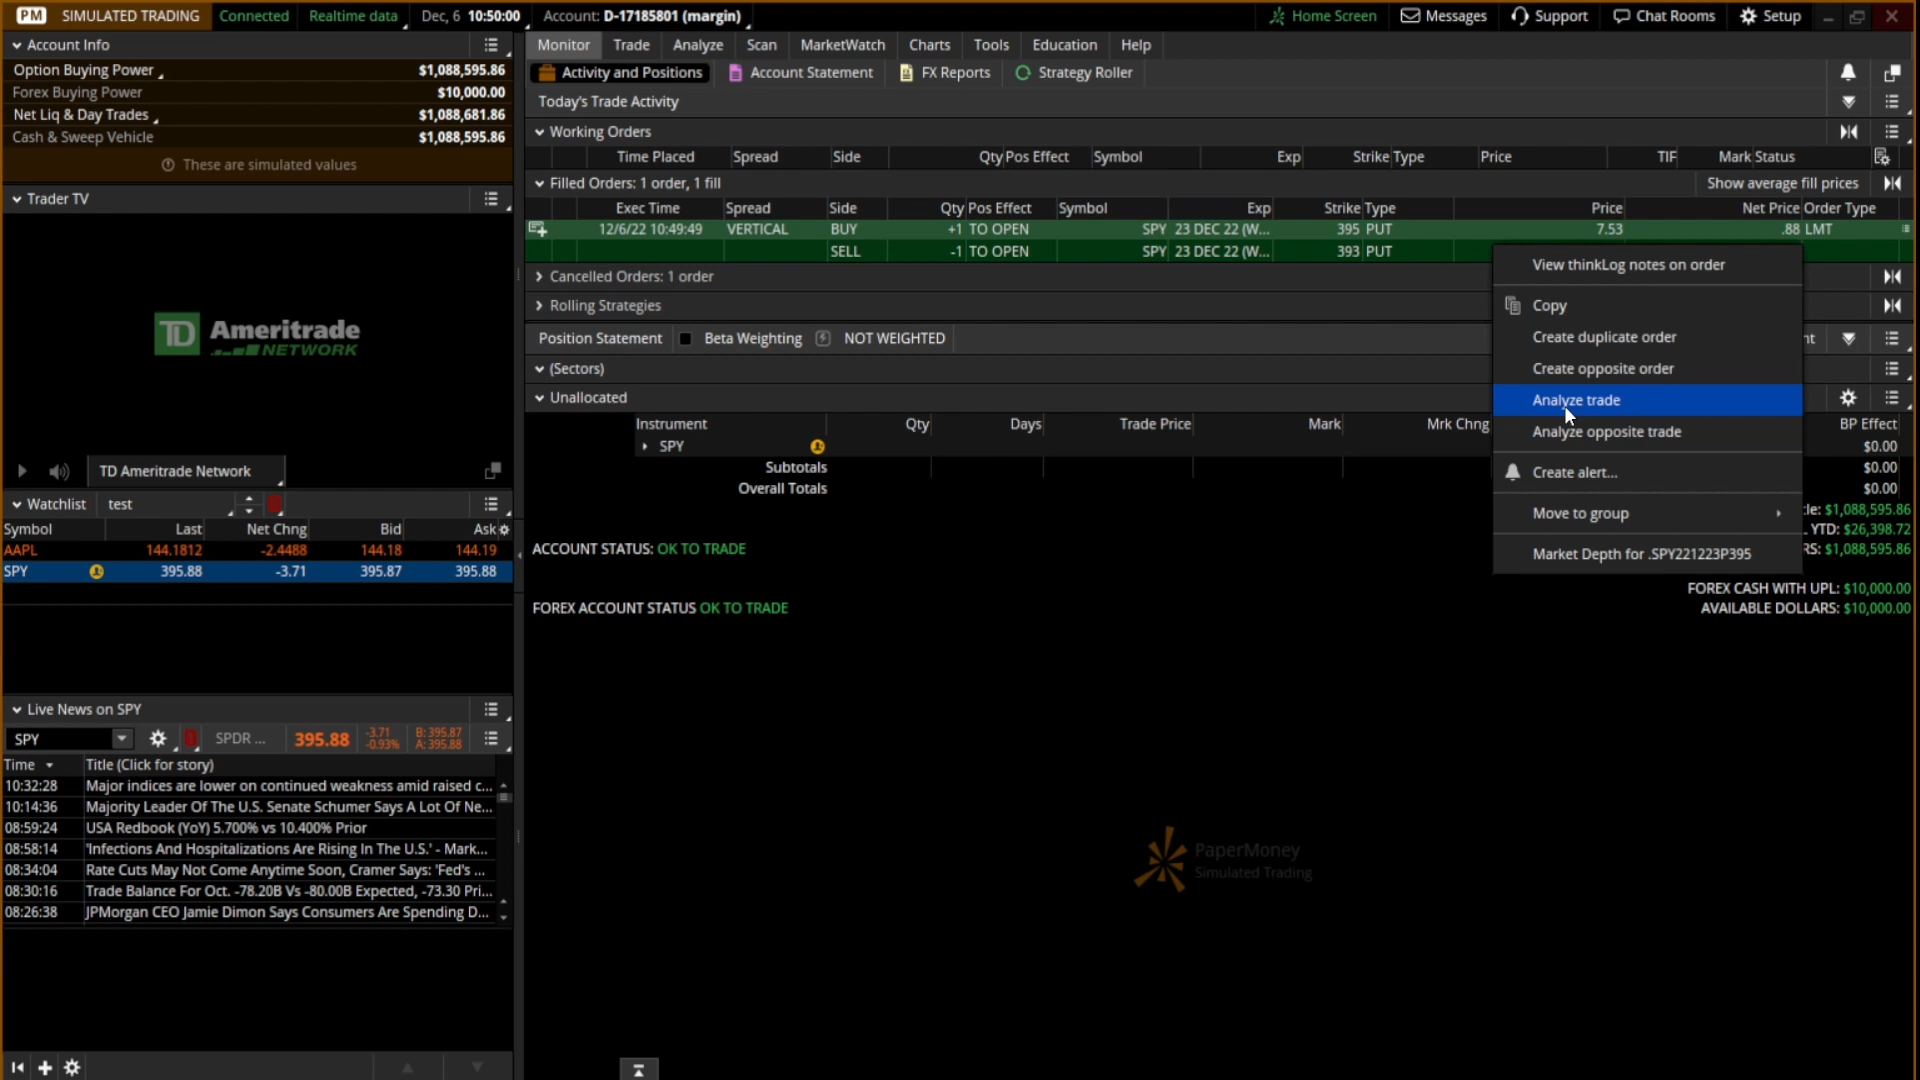 PM SIMULATED TRADING Connected Realtime data Dec, 6 10:50:00 Account: D-17185801 (margin) Home Screen Messages Support Chat Rooms Setup
Account Info
Option Buying Power $1,088,595.86
Forex Buying Power $10,000.00
Net Liq & Day Trades $1,088,681.86
Cash & Sweep Vehicle $1,088,595.86
These are simulated values
Trader TV
TD Ameritrade
NETWORK
TD Ameritrade Network
Watchlist test
Symbol Last Net Chng Bid Ask
AAPL 144.1812 -2.4488 144.18 144.19
SPY 395.88 -3.71 395.87 395.88
Live News on SPY
SPY SPDR ... 395.88 -3.71 -0.93% B: 395.87 A: 395.88
Time Title (Click for story)
10:32:28 Major indices are lower on continued weakness amid raised c...
10:14:36 Majority Leader Of The U.S. Senate Schumer Says A Lot Of Ne...
08:59:24 USA Redbook (YoY) 5.700% vs 10.400% Prior
08:58:14 'Infections And Hospitalizations Are Rising In The U.S.' - Mark...
08:34:04 Rate Cuts May Not Come Anytime Soon, Cramer Says: 'Fed's ...
08:30:16 Trade Balance For Oct. -78.20B Vs -80.00B Expected, -73.30 Pri...
08:26:38 JPMorgan CEO Jamie Dimon Says Consumers Are Spending D...
Monitor Trade Analyze Scan MarketWatch Charts Tools Education Help
Activity and Positions Account Statement FX Reports Strategy Roller
Today's Trade Activity
Working Orders
Time Placed Spread Side Qty Pos Effect Symbol Exp Strike Type Price TIF Mark Status
Filled Orders: 1 order, 1 fill Show average fill prices
Exec Time Spread Side Qty Pos Effect Symbol Exp Strike Type Price Net Price Order Type
12/6/22 10:49:49 VERTICAL BUY +1 TO OPEN SPY 23 DEC 22 (W... 395 PUT 7.53 .88 LMT
SELL -1 TO OPEN SPY 23 DEC 22 (W... 393 PUT
Cancelled Orders: 1 order
Rolling Strategies
Position Statement Beta Weighting NOT WEIGHTED nt
(Sectors)
Unallocated
Instrument Qty Days Trade Price Mark Mrk Chng BP Effect
SPY $0.00
Subtotals $0.00
Overall Totals $0.00
le: $1,088,595.86
YTD: $26,398.72
ACCOUNT STATUS: OK TO TRADE RS: $1,088,595.86
FOREX CASH WITH UPL: $10,000.00
FOREX ACCOUNT STATUS OK TO TRADE AVAILABLE DOLLARS: $10,000.00
View thinkLog notes on order
Copy
Create duplicate order
Create opposite order
Analyze trade
Analyze opposite trade
Create alert...
Move to group
Market Depth for .SPY221223P395
PaperMoney
Simulated Trading